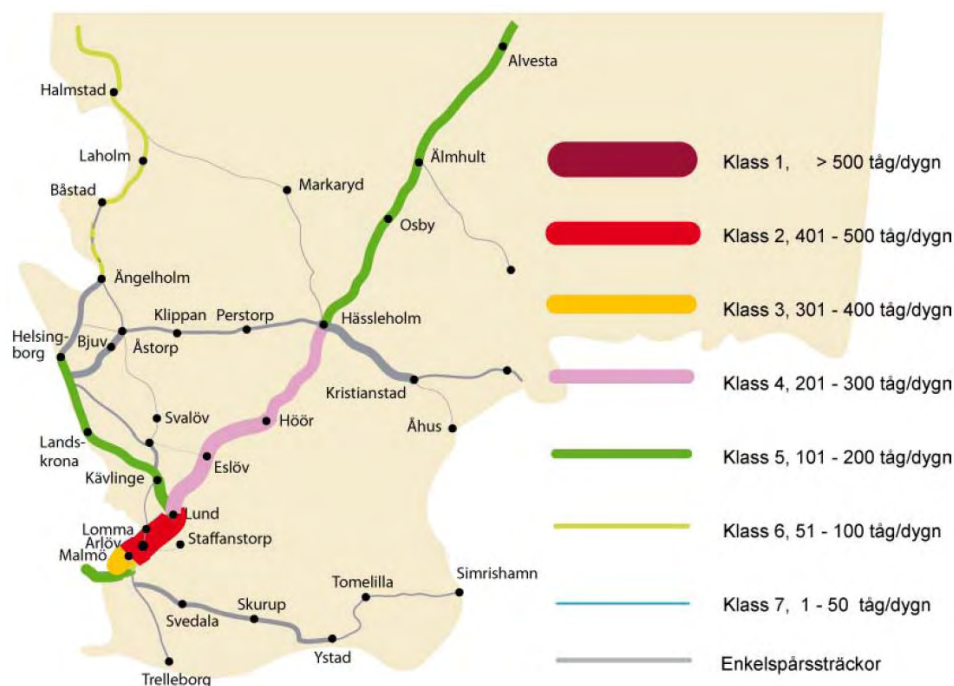 Alvesta
Halmstad
Laholm
Älmhult
Klass 1, > 500 tåg/dygn
Båstad
Markaryd
Osby
Klass 2, 401 - 500 tåg/dygn
Ängelholm
Klippan
Perstorp
Hässleholm
Klass 3, 301 - 400 tåg/dygn
Helsing-
borg
Bjuv
Åstorp
Kristianstad
Klass 4, 201 - 300 tåg/dygn
Svalöv
Höör
Åhus
Lands-
krona
Eslöv
Klass 5, 101 - 200 tåg/dygn
Kävlinge
Lund
Lomma
Arlöv
Staffanstorp
Klass 6, 51 - 100 tåg/dygn
Malmö
Tomelilla
Simrishamn
Svedala
Skurup
Klass 7, 1 - 50 tåg/dygn
Ystad
Trelleborg
Enkelspårssträckor